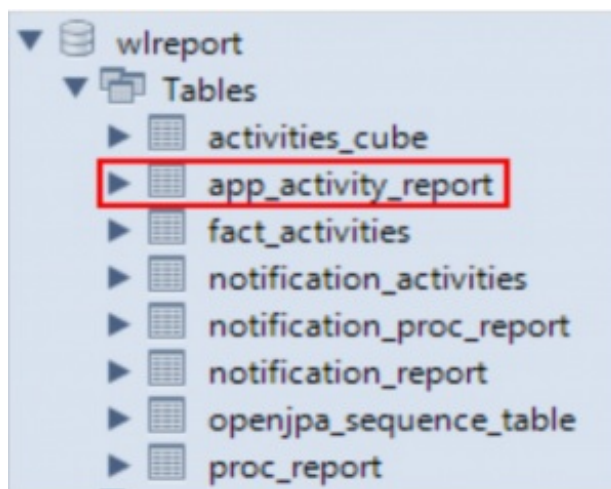 wlreport
Tables
activities_cube
app_activity_report
fact_activities
notification_activities
notification_proc_report
notification_report
openjpa_sequence_table
proc_report